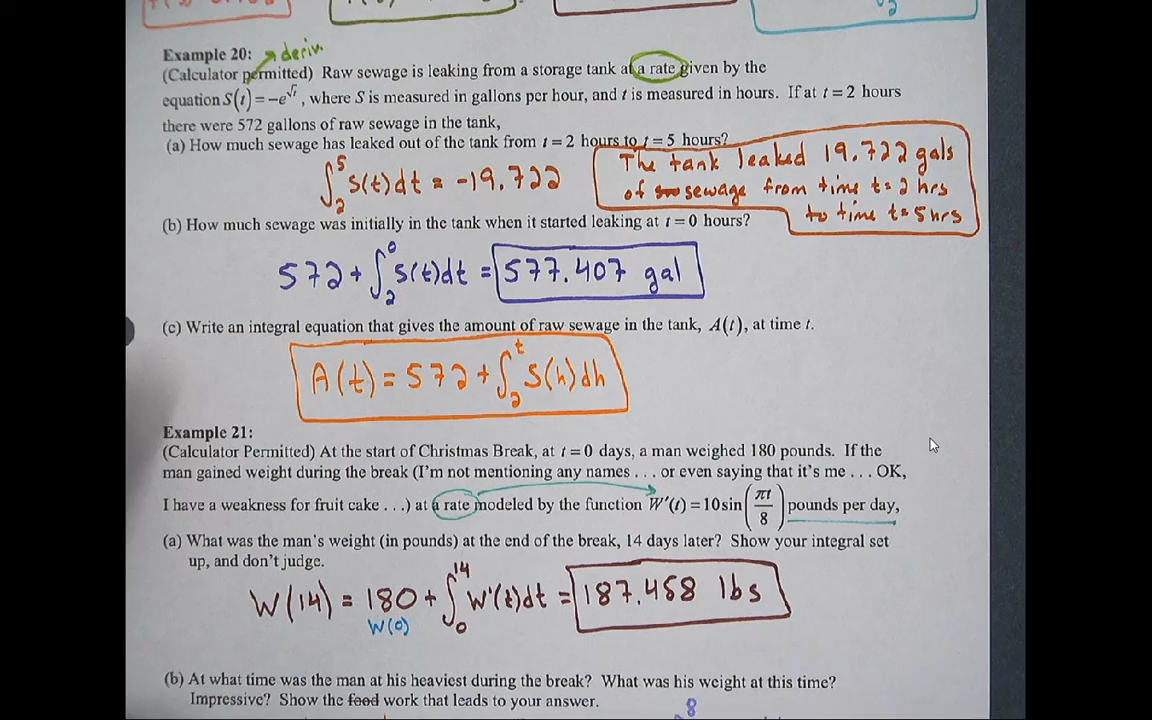 Example 20: deriv.
(Calculator permitted) Raw sewage is leaking from a storage tank at a rate given by the
equation S(t) = -e^√t, where S is measured in gallons per hour, and t is measured in hours. If at t = 2 hours
there were 572 gallons of raw sewage in the tank,
(a) How much sewage has leaked out of the tank from t = 2 hours to t = 5 hours?
∫₂⁵ S(t)dt = -19.722
The tank leaked 19.722 gals
of sewage from time t=2 hrs
to time t=5 hrs
(b) How much sewage was initially in the tank when it started leaking at t = 0 hours?
572 + ∫₂⁰ S(t)dt = 577.407 gal
(c) Write an integral equation that gives the amount of raw sewage in the tank, A(t), at time t.
A(t) = 572 + ∫₂ᵗ S(h)dh
Example 21:
(Calculator Permitted) At the start of Christmas Break, at t = 0 days, a man weighed 180 pounds. If the
man gained weight during the break (I'm not mentioning any names . . . or even saying that it's me . . . OK,
I have a weakness for fruit cake . . .) at a rate modeled by the function W'(t) = 10sin(πt/8) pounds per day,
(a) What was the man's weight (in pounds) at the end of the break, 14 days later? Show your integral set
up, and don't judge.
W(14) = 180 + ∫₀¹⁴ W'(t)dt = 187.458 lbs
W(0)
(b) At what time was the man at his heaviest during the break? What was his weight at this time?
Impressive? Show the food work that leads to your answer.
8